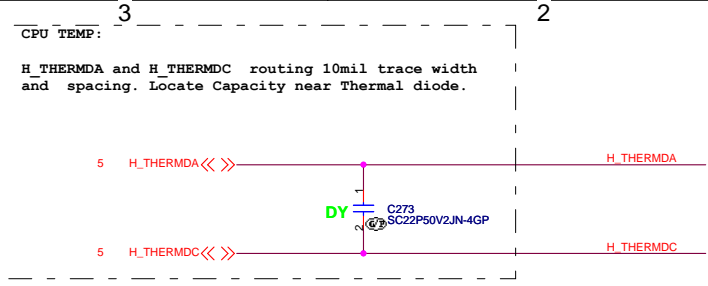 3
2
CPU TEMP:
H_THERMDA and H_THERMDC routing 10mil trace width
and spacing. Locate Capacity near Thermal diode.
5 H_THERMDA
H_THERMDA
1
DY
C273
SC22P50V2JN-4GP
2
G/P
5 H_THERMDC
H_THERMDC